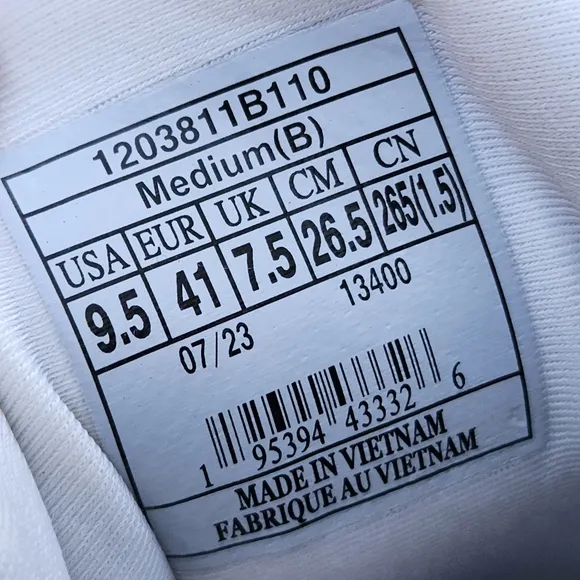 1203811B110
Medium(B)
USA EUR UK CM CN
9.5 41 7.5 26.5 265(1.5)
07/23 13400
1 95394 43332 6
MADE IN VIETNAM
FABRIQUE AU VIETNAM